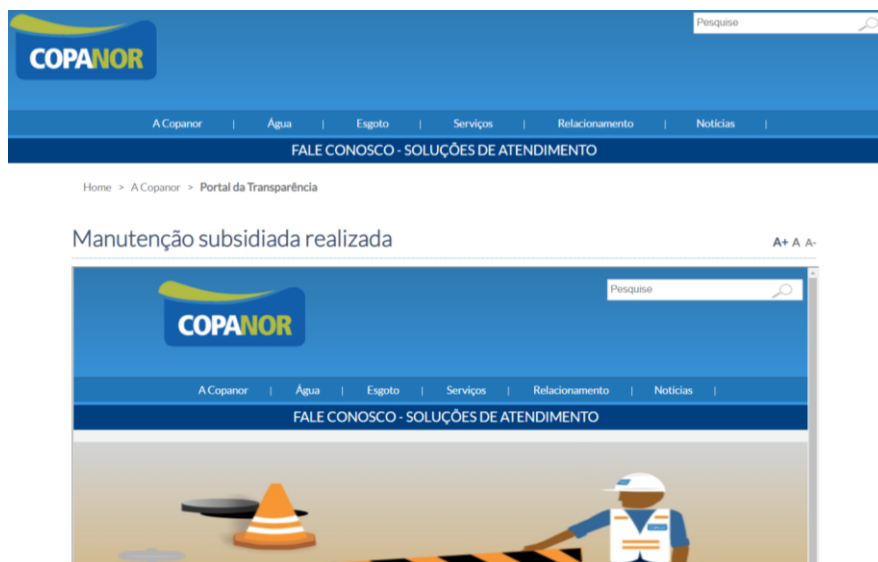 Pesquise
COPANOR
A Copanor | Água | Esgoto | Serviços | Relacionamento | Notícias |
FALE CONOSCO - SOLUÇÕES DE ATENDIMENTO
Home > A Copanor > Portal da Transparência
Manutenção subsidiada realizada
A+ A A-
Pesquise
COPANOR
A Copanor | Água | Esgoto | Serviços | Relacionamento | Notícias |
FALE CONOSCO - SOLUÇÕES DE ATENDIMENTO